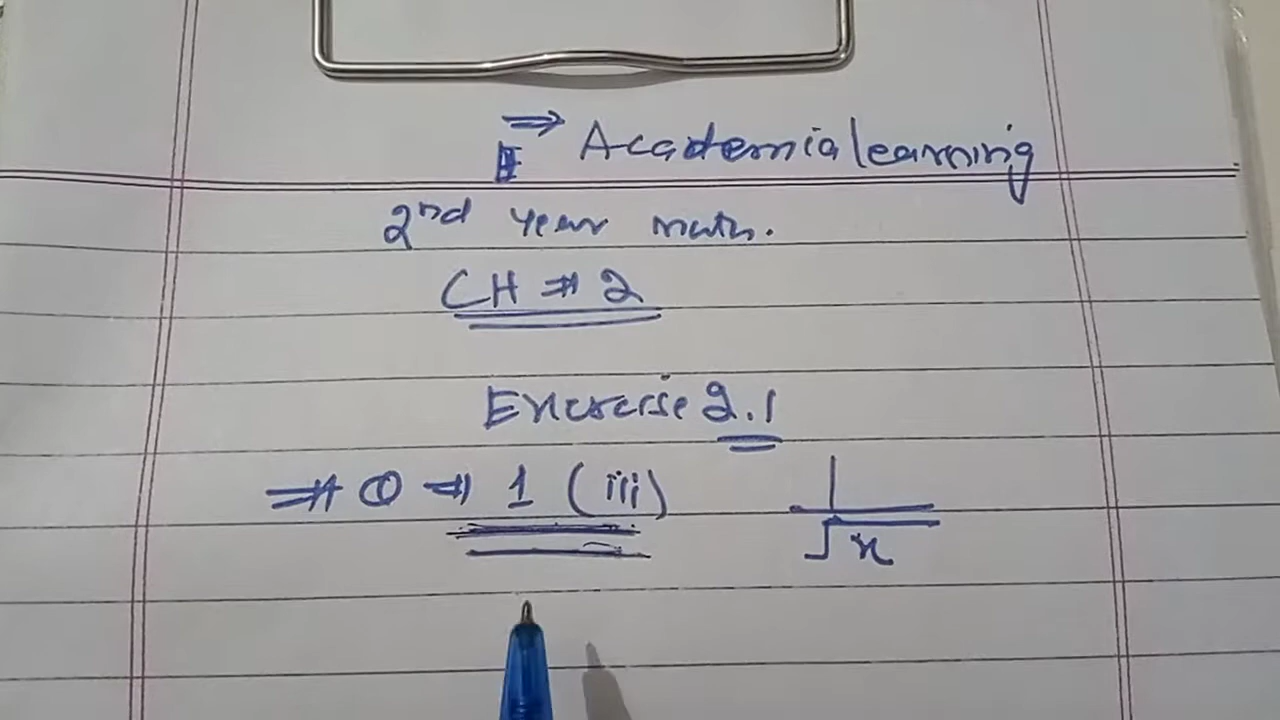 ⇒ Academia learning
2nd year math.
CH # 2
Exercise 2.1
⇒ Q # 1 (iii) 1/√x